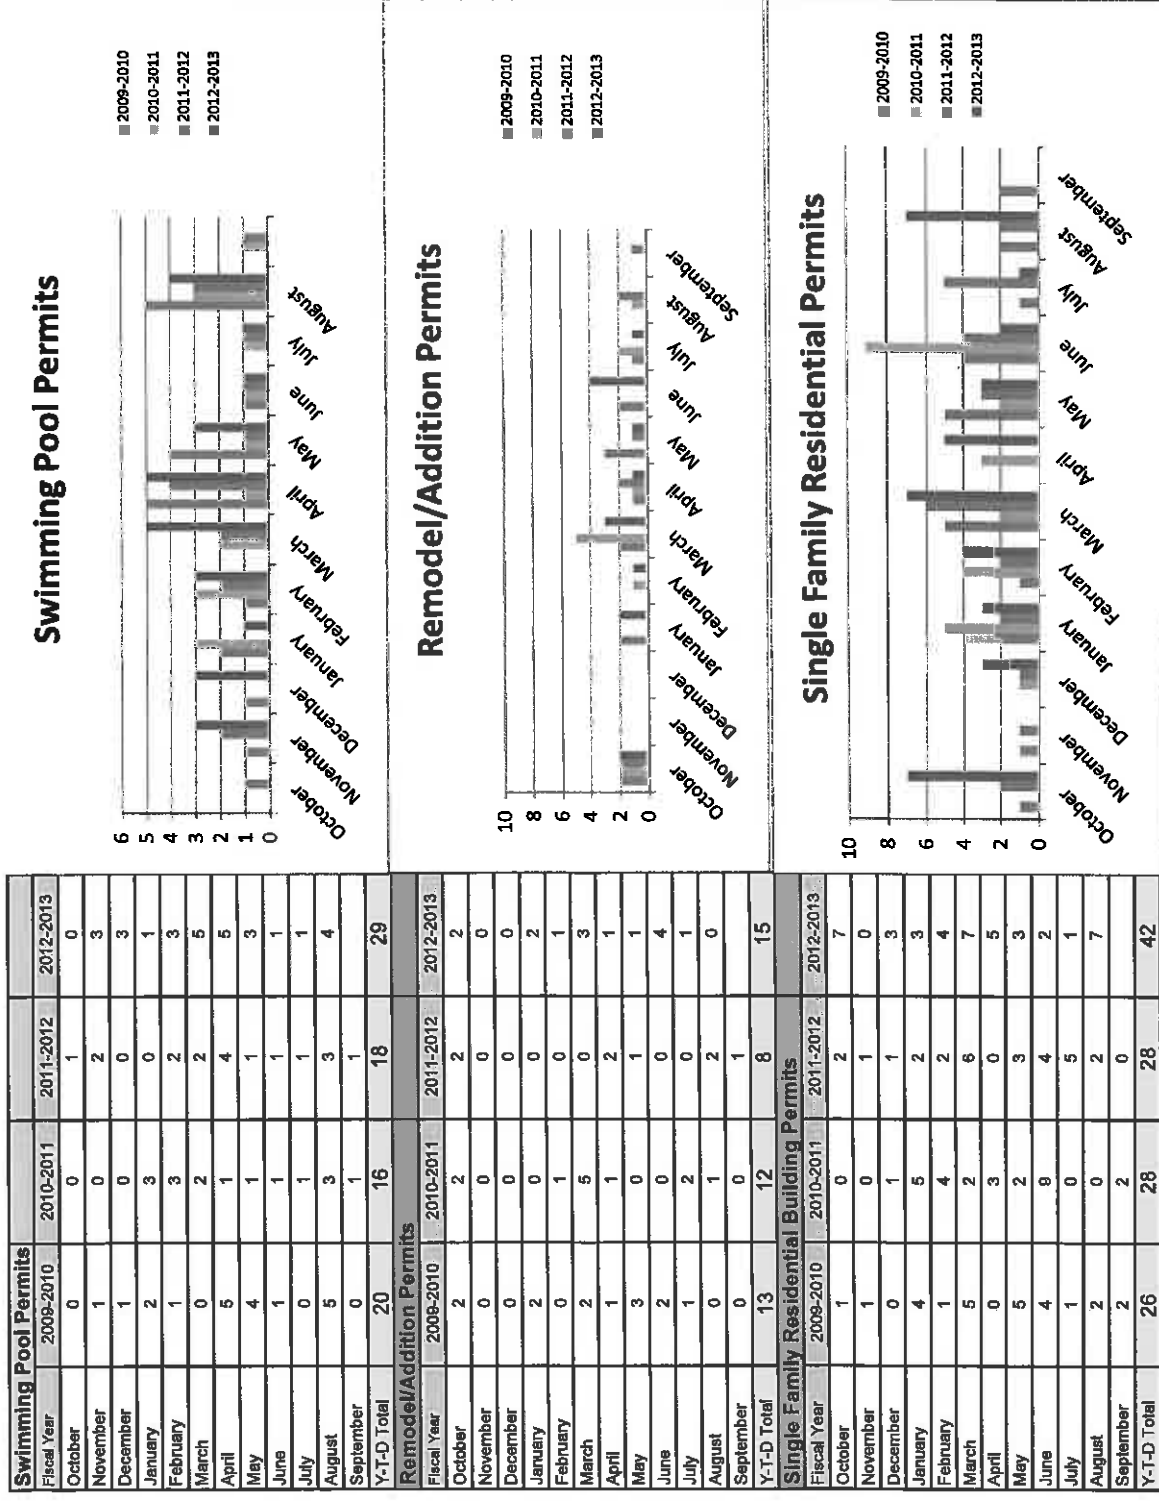 Swimming Pool Permits
Fiscal Year 2009-2010 2010-2011 2011-2012 2012-2013
October 0 0 1 0
November 1 0 2 3
December 1 0 0 3
January 2 3 0 1
February 1 3 2 3
March 0 2 2 5
April 5 1 4 5
May 4 1 1 3
June 1 1 1 1
July 0 1 1 1
August 5 3 3 4
September 0 1 1
Y-T-D Total 20 16 18 29
Swimming Pool Permits
6
5
4
3
2
1
0
October November December January February March April May June July August
2009-2010
2010-2011
2011-2012
2012-2013
Remodel/Addition Permits
Fiscal Year 2009-2010 2010-2011 2011-2012 2012-2013
October 2 2 2 2
November 0 0 0 0
December 0 0 0 0
January 2 0 0 2
February 0 1 0 1
March 2 5 0 3
April 1 1 2 1
May 3 0 1 1
June 2 0 0 4
July 1 2 0 1
August 0 1 2 0
September 0 0 1
Y-T-D Total 13 12 8 15
Remodel/Addition Permits
10
8
6
4
2
0
October November December January February March April May June July August September
2009-2010
2010-2011
2011-2012
2012-2013
Single Family Residential Building Permits
Fiscal Year 2009-2010 2010-2011 2011-2012 2012-2013
October 1 0 2 7
November 1 0 1 0
December 0 1 1 3
January 4 5 2 3
February 1 4 2 4
March 5 2 6 7
April 0 3 0 5
May 5 2 3 3
June 4 9 4 2
July 1 0 5 1
August 2 0 2 7
September 2 2 0
Y-T-D Total 26 28 28 42
Single Family Residential Permits
10
8
6
4
2
0
October November December January February March April May June July August September
2009-2010
2010-2011
2011-2012
2012-2013